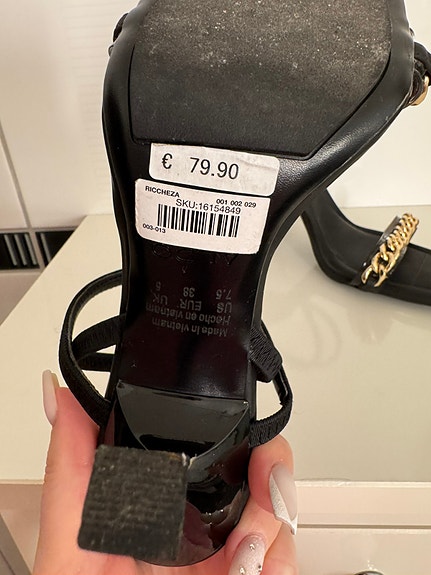 € 79.90
RICCHEZA 001 002 029
SKU:16154849
003-013
Made in vietnam
Hecho en vietnam
US EUR UK
7.5 38 5